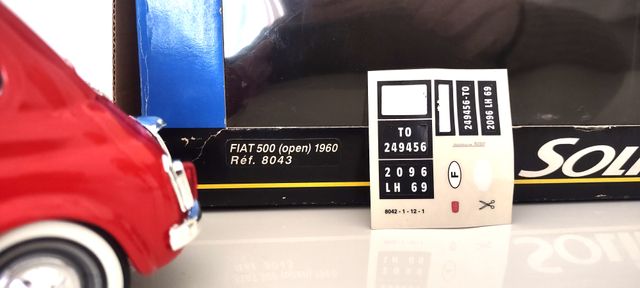 FIAT 500 (open) 1960
Réf. 8043
TO
249456
2096
LH 69
249456-TO
2096 LH 69
F
8042 - 1 - 12 - 1
SOLI